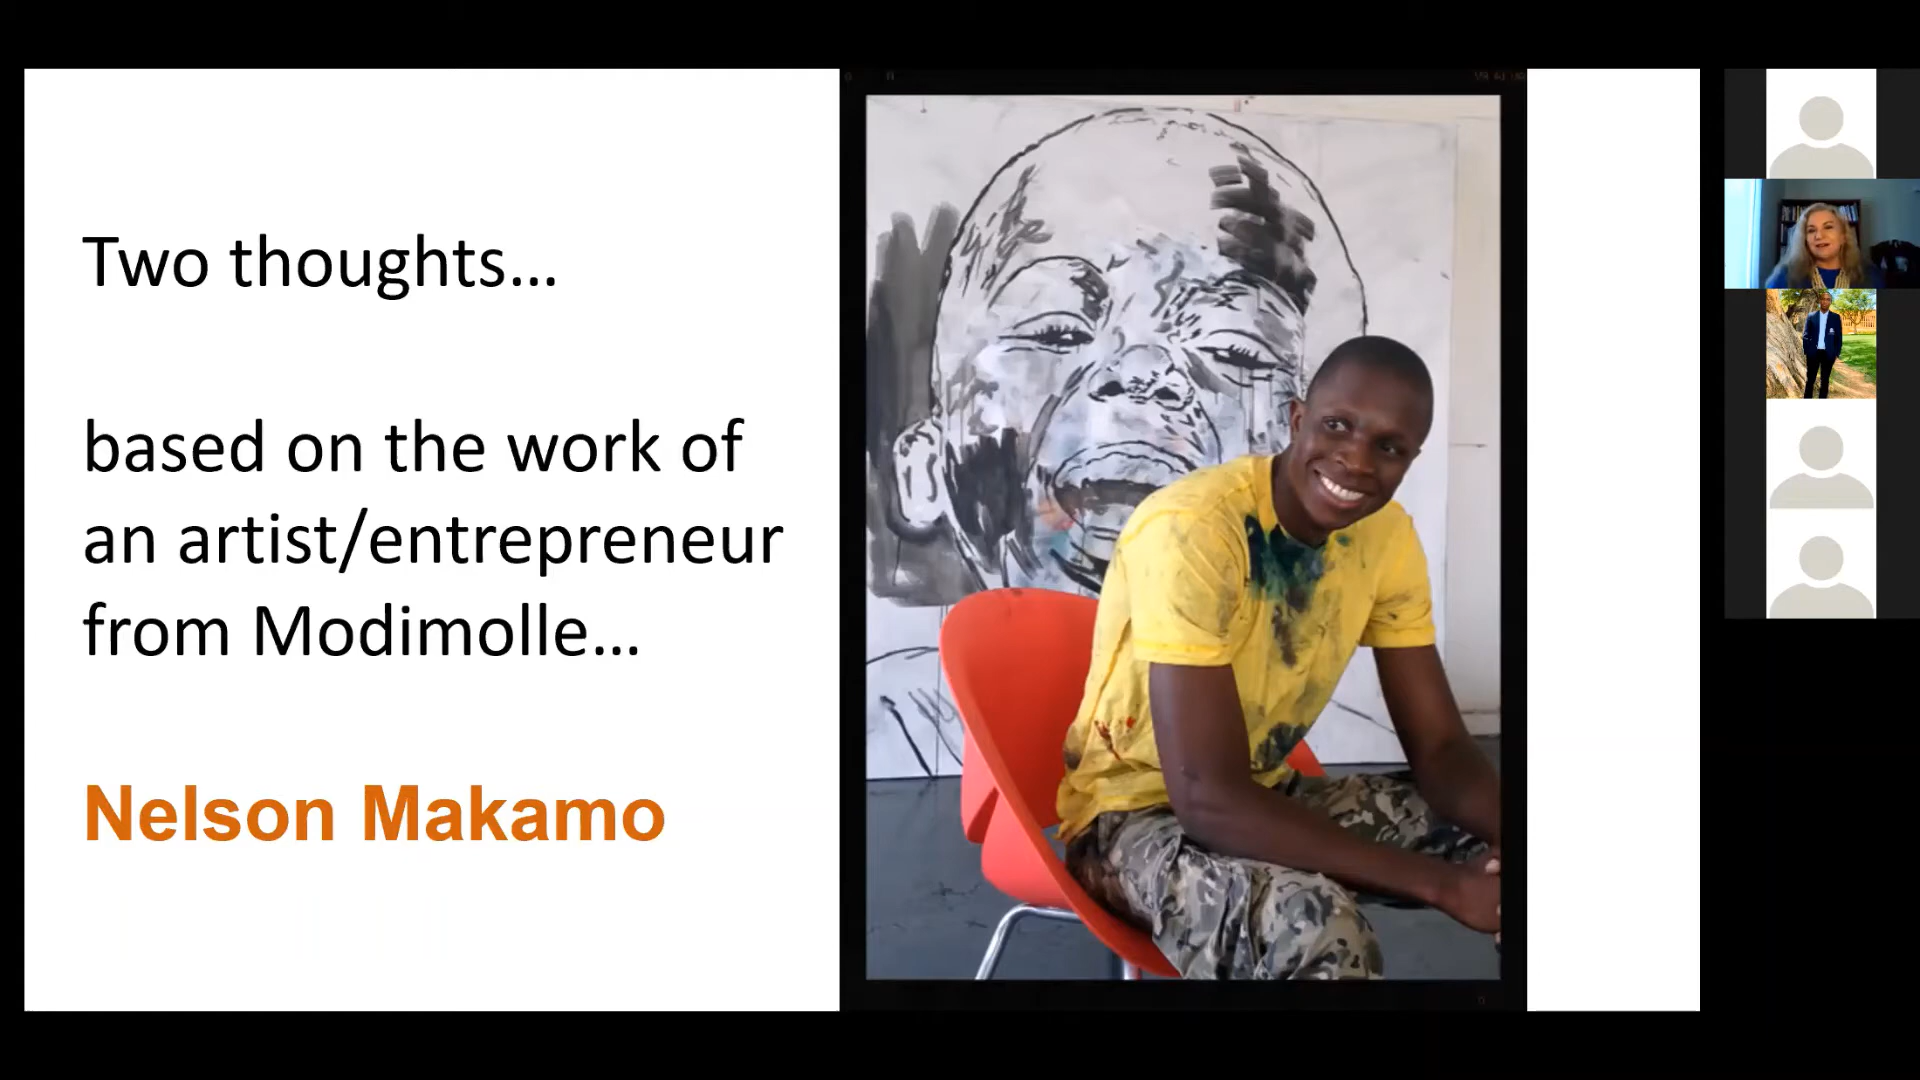 Two thoughts...
based on the work of
an artist/entrepreneur
from Modimolle...
Nelson Makamo